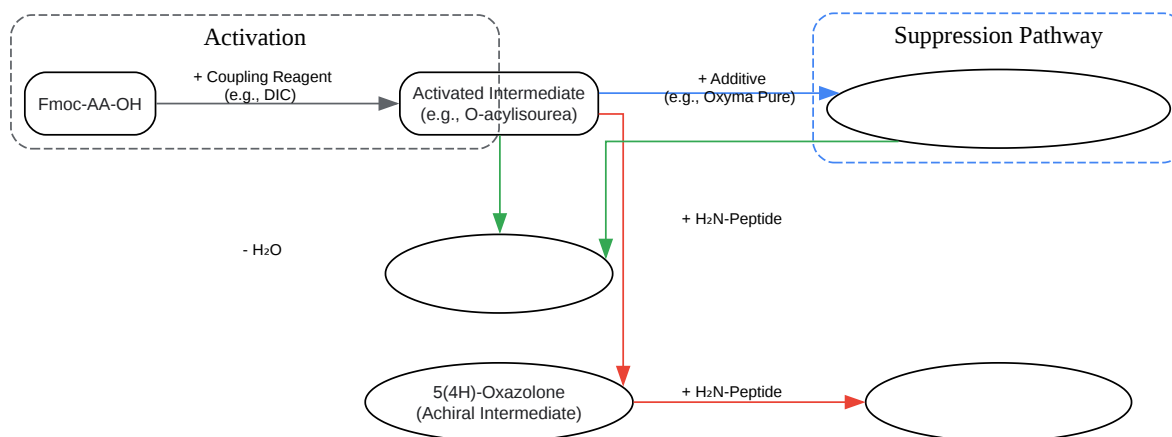 Activation
Suppression Pathway
Fmoc-AA-OH
+ Coupling Reagent
(e.g., DIC)
Activated Intermediate
(e.g., O-acylisourea)
+ Additive
(e.g., Oxyma Pure)
+ H₂N-Peptide
- H₂O
5(4H)-Oxazolone
(Achiral Intermediate)
+ H₂N-Peptide